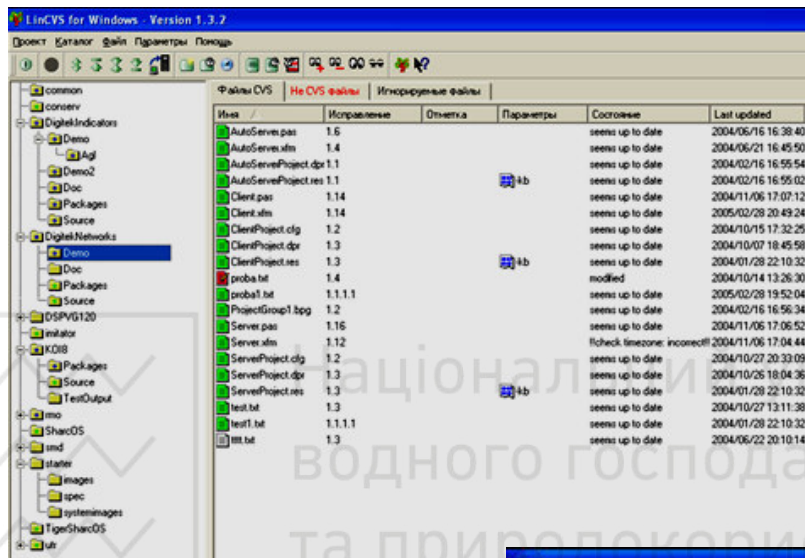 LinCVS for Windows - Version 1.3.2
Проект Каталог Файл Параметры Помощь
common
conserv
DigitekIndicators
Demo
Agl
Demo2
Doc
Packages
Source
DigitekNetworks
Demo
Doc
Packages
Source
DSPVG120
imitator
KOI8
Packages
Source
TestOutput
rmo
SharcOS
smd
starter
images
spec
systemimages
TigerSharcOS
utr
Файлы CVS Не CVS файлы Игнорируемые файлы
Имя / Исправление Отметка Параметры Состояние Last updated
AutoServer.pas 1.6 seems up to date 2004/06/16 16:38:40
AutoServer.xfm 1.4 seems up to date 2004/06/21 16:45:50
AutoServerProject.dpr 1.1 seems up to date 2004/02/16 16:55:54
AutoServerProject.res 1.1 -kb seems up to date 2004/02/16 16:55:02
Client.pas 1.14 seems up to date 2004/11/06 17:07:12
Client.xfm 1.14 seems up to date 2005/02/28 20:49:24
ClientProject.cfg 1.2 seems up to date 2004/10/15 17:32:25
ClientProject.dpr 1.3 seems up to date 2004/10/07 18:45:58
ClientProject.res 1.3 -kb seems up to date 2004/01/28 22:10:32
proba.txt 1.4 modified 2004/10/14 13:26:30
proba1.txt 1.1.1.1 seems up to date 2005/02/28 19:52:04
ProjectGroup1.bpg 1.2 seems up to date 2004/02/16 16:56:34
Server.pas 1.16 seems up to date 2004/11/06 17:06:52
Server.xfm 1.12 !!check timezone: incorrect!! 2004/11/06 17:04:44
ServerProject.cfg 1.2 seems up to date 2004/10/27 20:33:09
ServerProject.dpr 1.3 seems up to date 2004/10/26 18:04:36
ServerProject.res 1.3 -kb seems up to date 2004/01/28 22:10:32
test.txt 1.3 seems up to date 2004/10/27 13:11:38
test1.txt 1.1.1.1 seems up to date 2004/01/28 22:10:32
tttt.txt 1.3 seems up to date 2004/06/22 20:10:14
Національни
водного господа
та природокори